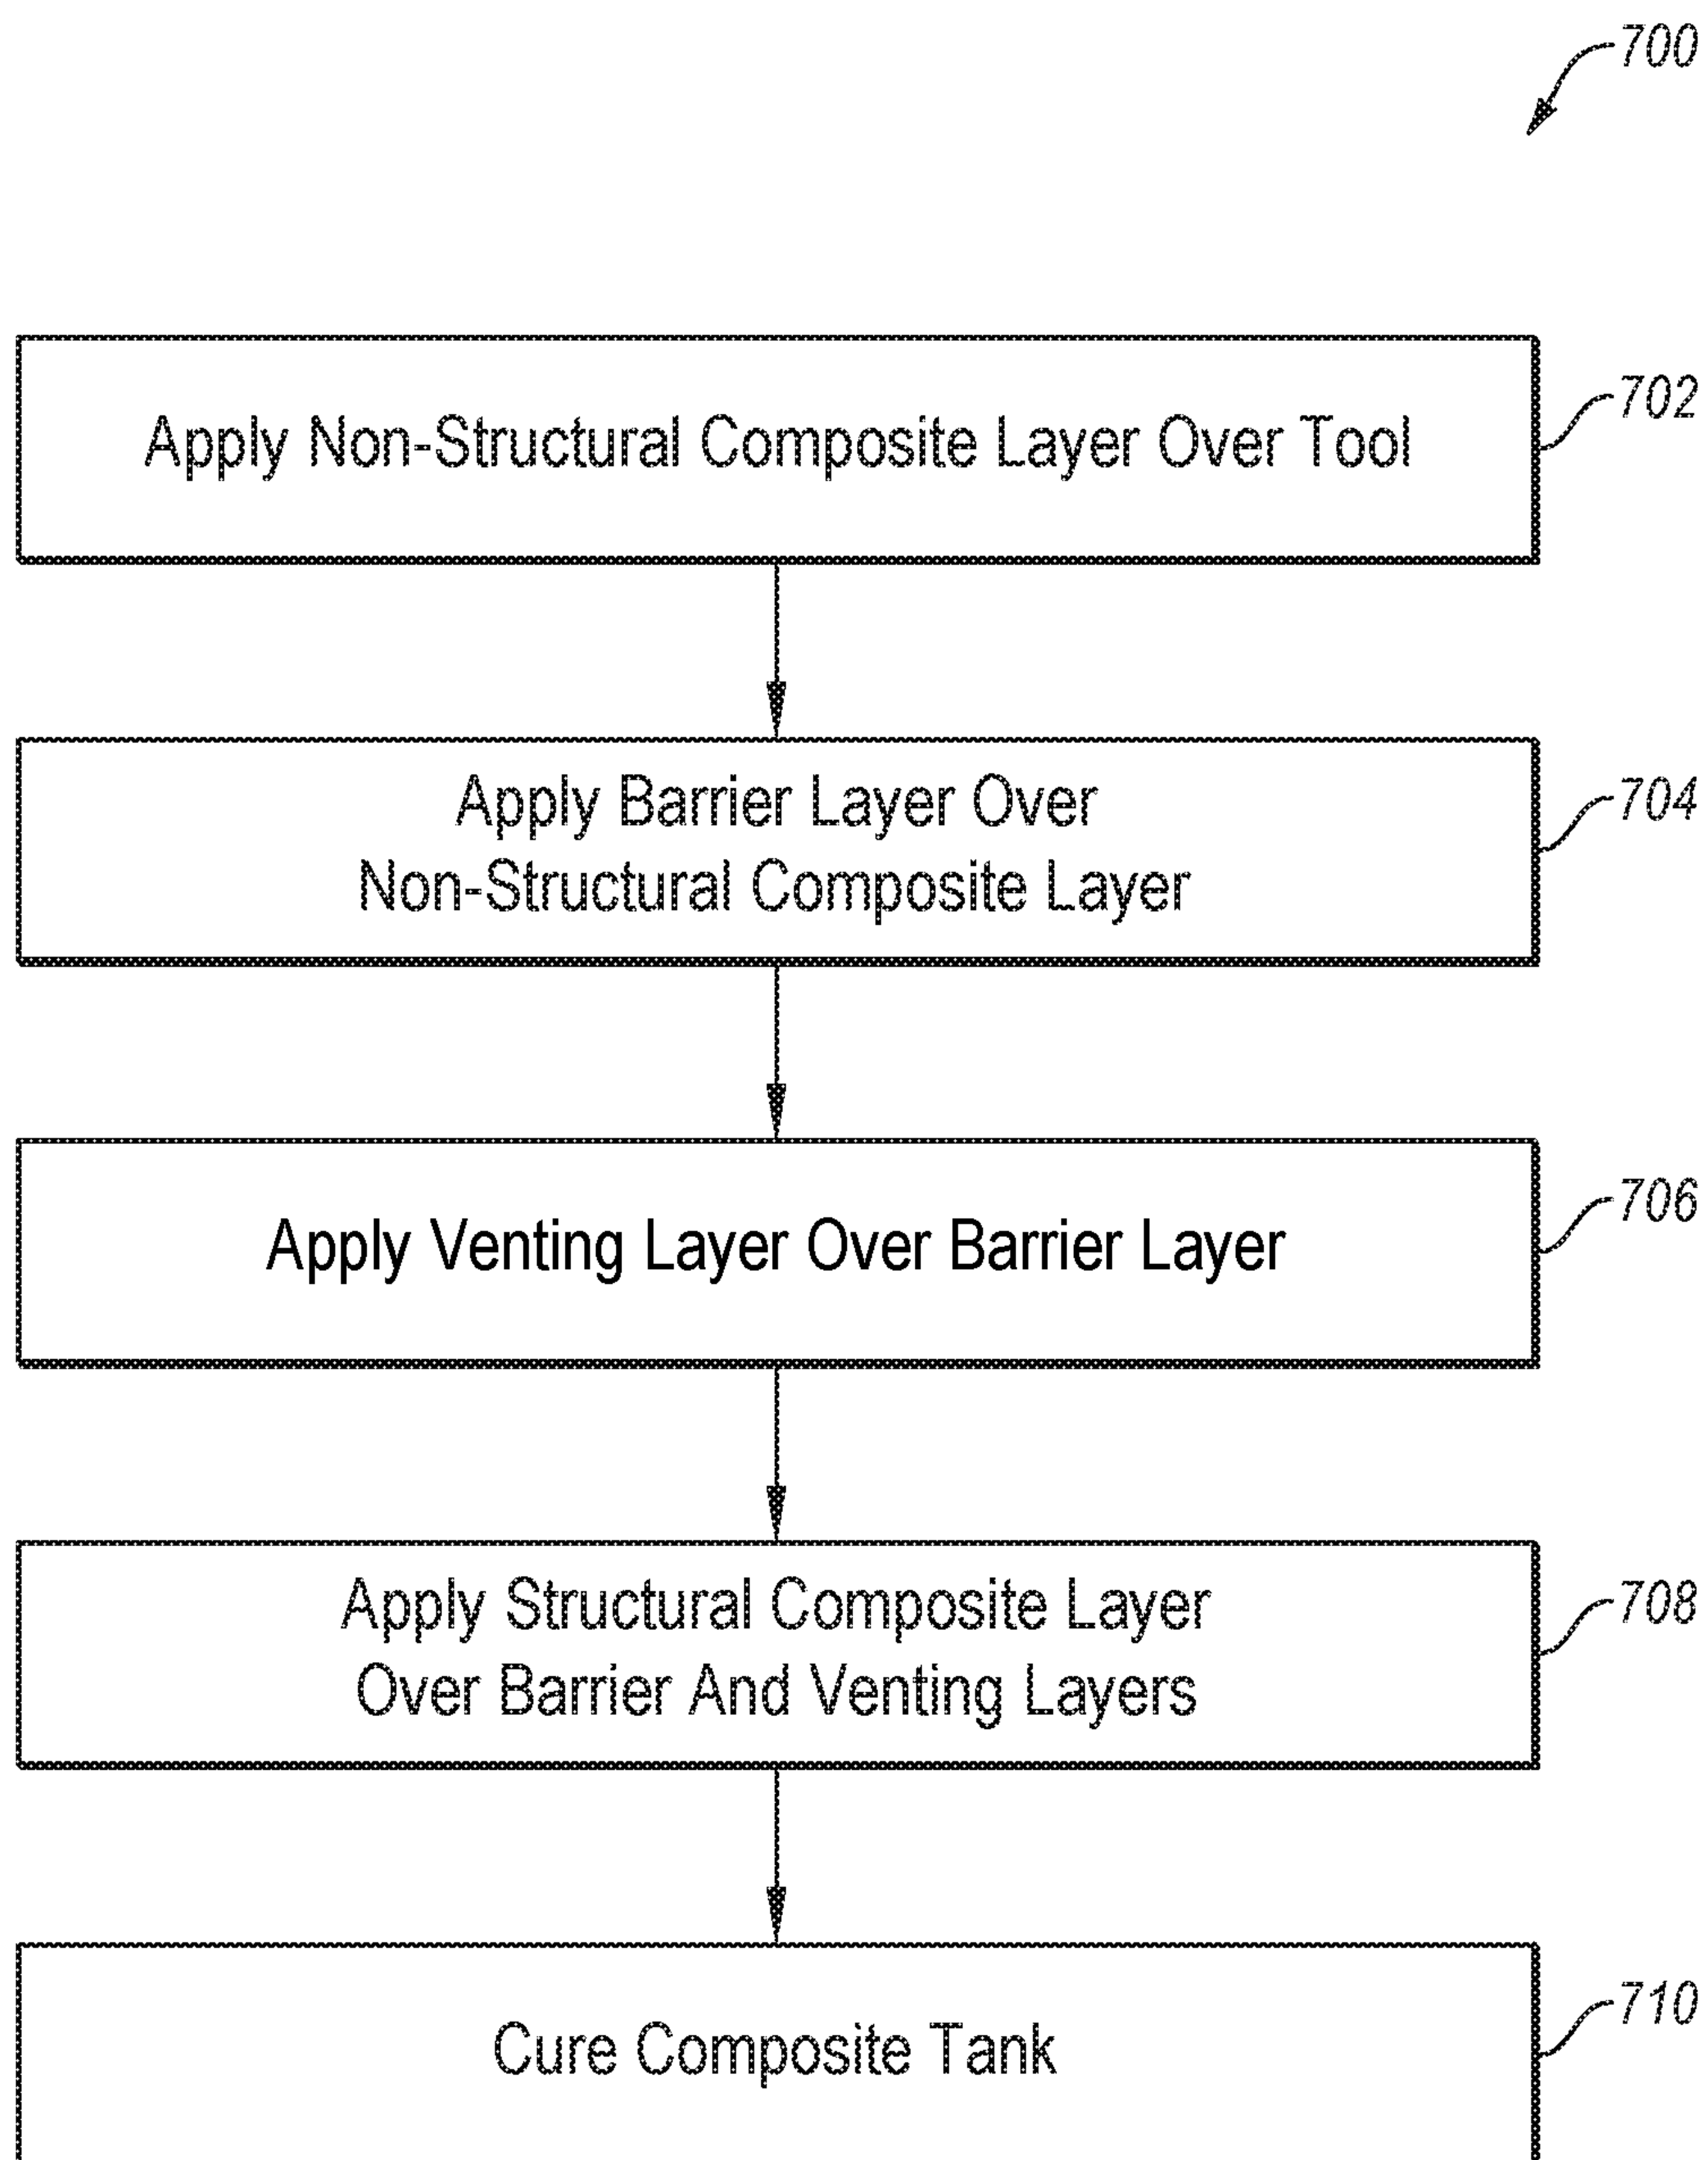 700
Apply Non-Structural Composite Layer Over Tool
702
Apply Barrier Layer Over
Non-Structural Composite Layer
704
Apply Venting Layer Over Barrier Layer
706
Apply Structural Composite Layer
Over Barrier And Venting Layers
708
Cure Composite Tank
710